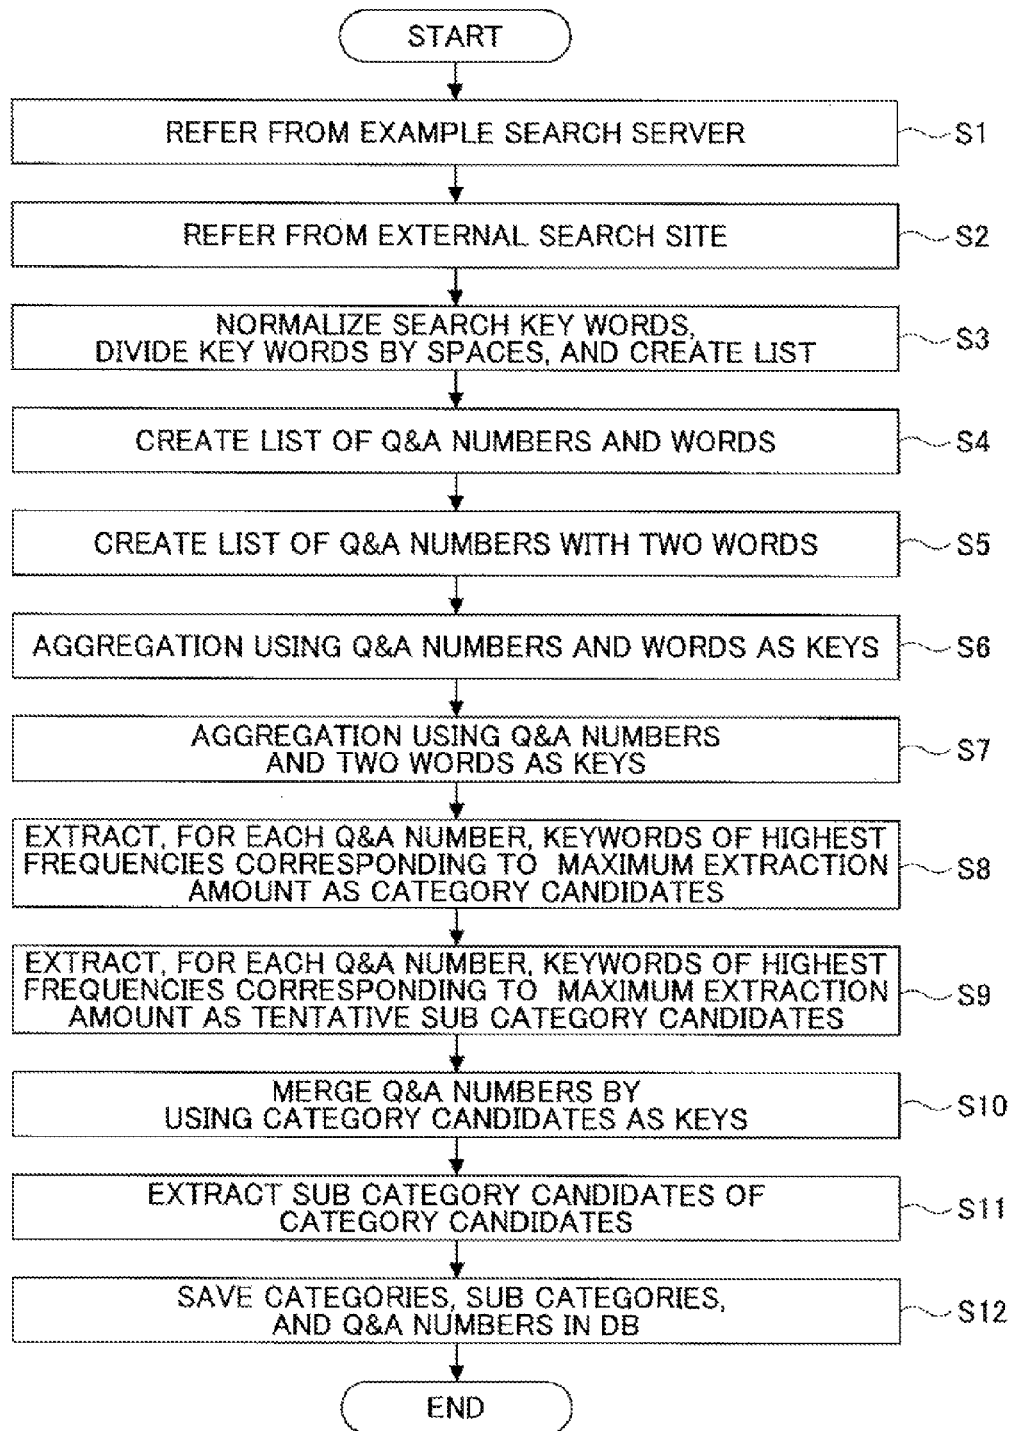 START
REFER FROM EXAMPLE SEARCH SERVER
S1
REFER FROM EXTERNAL SEARCH SITE
S2
NORMALIZE SEARCH KEY WORDS,
DIVIDE KEY WORDS BY SPACES, AND CREATE LIST
S3
CREATE LIST OF Q&A NUMBERS AND WORDS
S4
CREATE LIST OF Q&A NUMBERS WITH TWO WORDS
S5
AGGREGATION USING Q&A NUMBERS AND WORDS AS KEYS
S6
AGGREGATION USING Q&A NUMBERS
AND TWO WORDS AS KEYS
S7
EXTRACT, FOR EACH Q&A NUMBER, KEYWORDS OF HIGHEST
FREQUENCIES CORRESPONDING TO MAXIMUM EXTRACTION
AMOUNT AS CATEGORY CANDIDATES
S8
EXTRACT, FOR EACH Q&A NUMBER, KEYWORDS OF HIGHEST
FREQUENCIES CORRESPONDING TO MAXIMUM EXTRACTION
AMOUNT AS TENTATIVE SUB CATEGORY CANDIDATES
S9
MERGE Q&A NUMBERS BY
USING CATEGORY CANDIDATES AS KEYS
S10
EXTRACT SUB CATEGORY CANDIDATES OF
CATEGORY CANDIDATES
S11
SAVE CATEGORIES, SUB CATEGORIES,
AND Q&A NUMBERS IN DB
S12
END